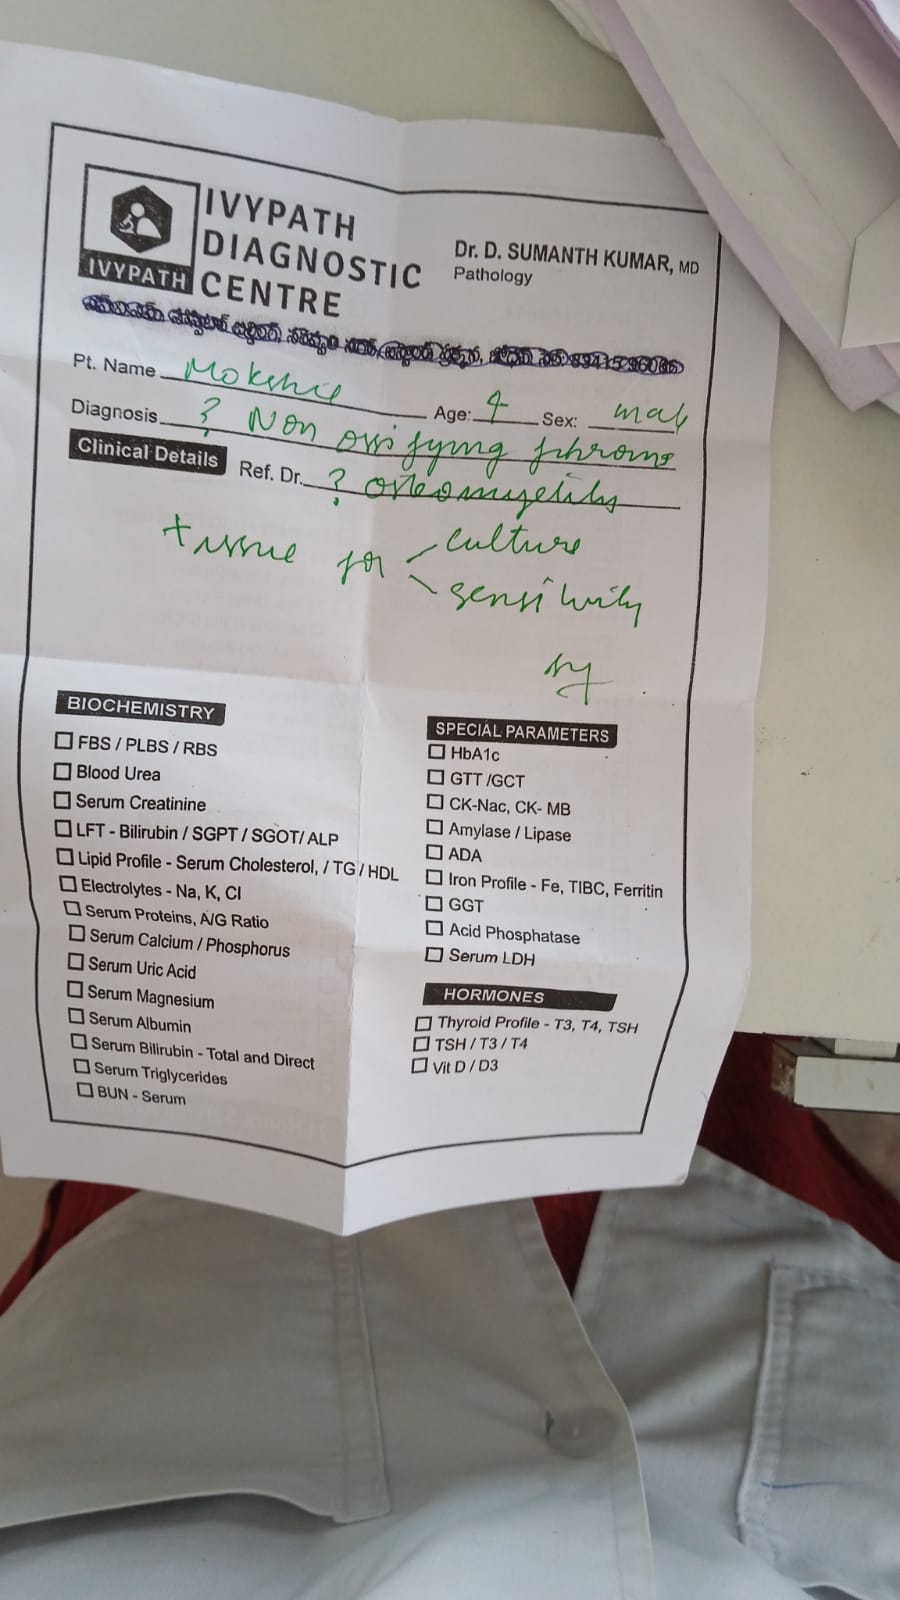 IVYPATH
DIAGNOSTIC
CENTRE
IVYPATH
Dr. D. SUMANTH KUMAR, MD
Pathology
Pt. Name Age: 4 Sex: male
Diagnosis ? Non ossifying fibroma
Clinical Details Ref. Dr. ? osteomyelitis
tissue for culture
sensitivity
BIOCHEMISTRY
FBS / PLBS / RBS
Blood Urea
Serum Creatinine
LFT - Bilirubin / SGPT / SGOT/ ALP
Lipid Profile - Serum Cholesterol, / TG / HDL
Electrolytes - Na, K, Cl
Serum Proteins, A/G Ratio
Serum Calcium / Phosphorus
Serum Uric Acid
Serum Magnesium
Serum Albumin
Serum Bilirubin - Total and Direct
Serum Triglycerides
BUN - Serum
SPECIAL PARAMETERS
HbA1c
GTT /GCT
CK-Nac, CK- MB
Amylase / Lipase
ADA
Iron Profile - Fe, TIBC, Ferritin
GGT
Acid Phosphatase
Serum LDH
HORMONES
Thyroid Profile - T3, T4, TSH
TSH / T3 / T4
Vit D / D3